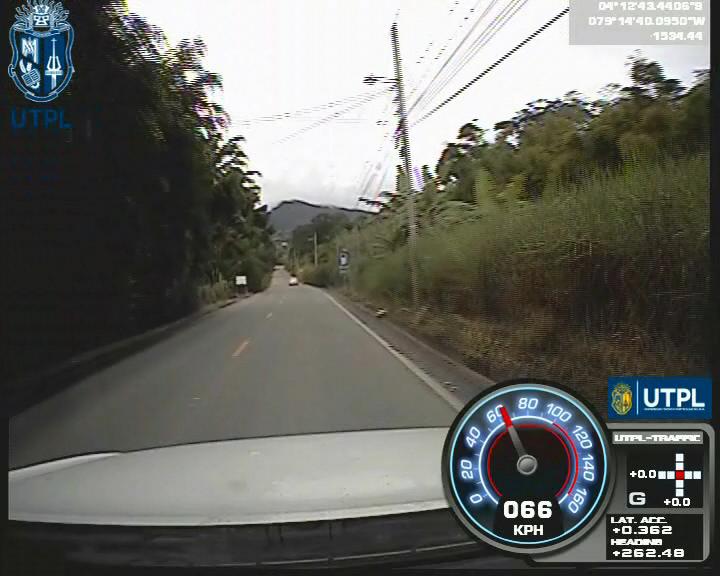 04°12'43.4406"S
079°14'40.0950"W
1534.44
UTPL
UTPL
UTPL-TRAFFIC
0 20 40 60 80 100 120 140 160
066
KPH
+0.0
G
+0.0
LAT. ACC.
+0.362
HEADING
+262.48